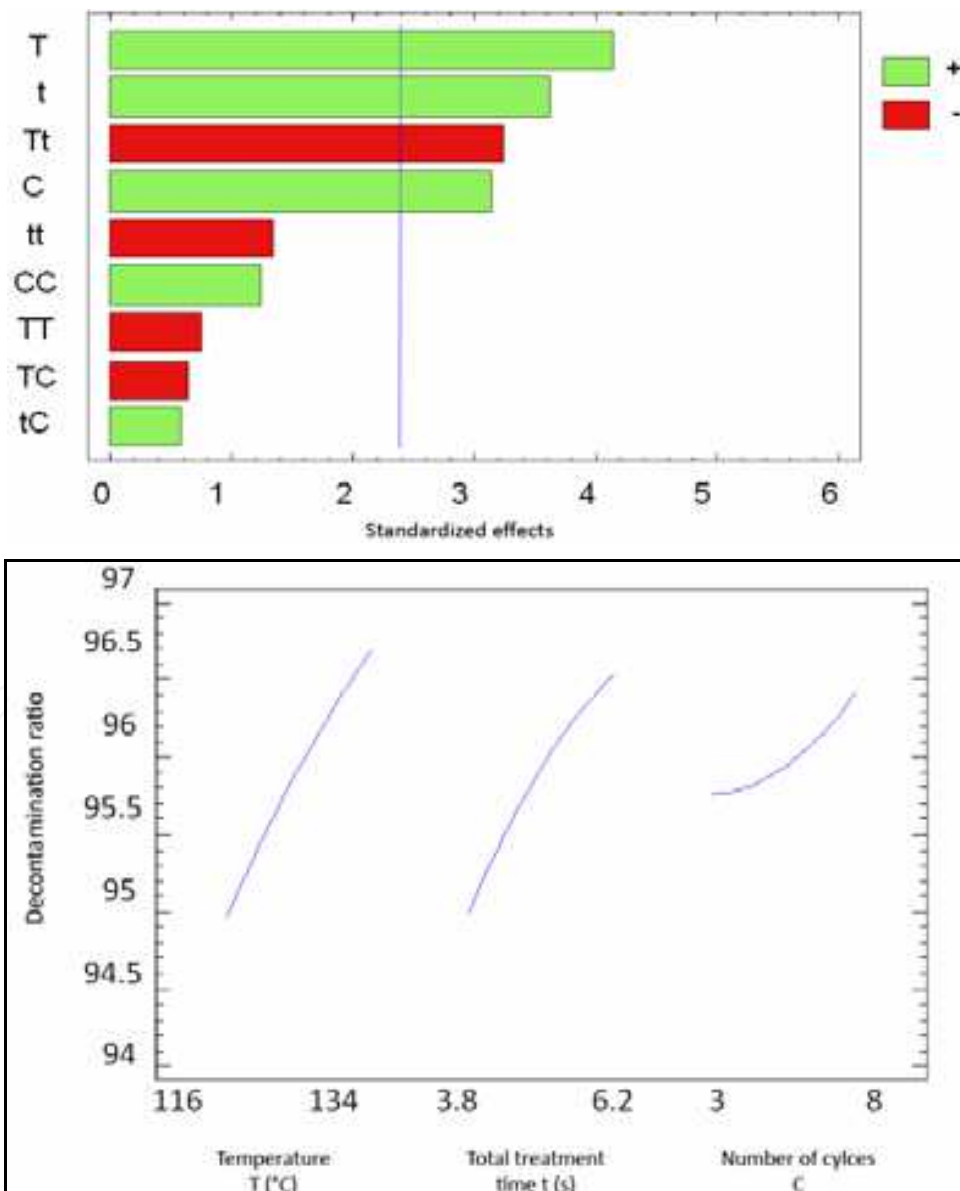 T
+
t
-
Tt
C
tt
CC
TT
TC
tC
0 1 2 3 4 5 6
Standardized effects
97
96.5
96
95.5
95
94.5
94
Decontamination ratio
116 134 3.8 6.2 3 8
Temperature Total treatment Number of cylces
T (°C) time t (s) C